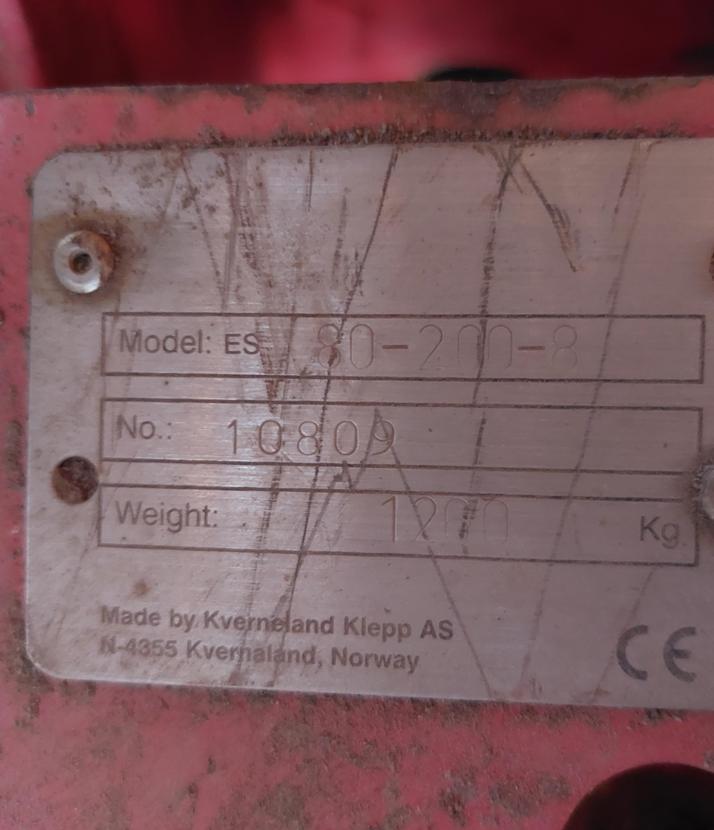 Model: ES 80-200-8
No.: 10809
Weight: 1200 Kg.
Made by Kverneland Klepp AS
N-4355 Kvernaland, Norway
CE